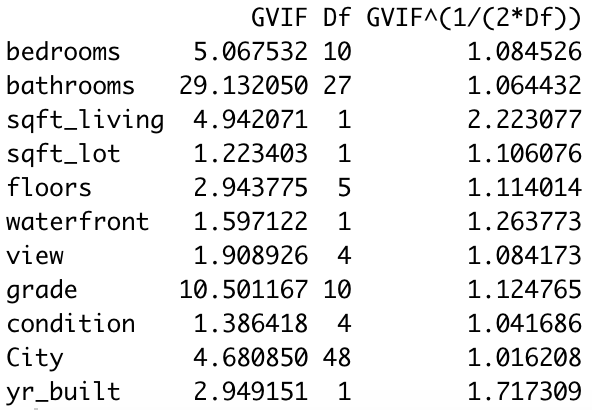 GVIF Df GVIF^(1/(2*Df))
bedrooms 5.067532 10 1.084526
bathrooms 29.132050 27 1.064432
sqft_living 4.942071 1 2.223077
sqft_lot 1.223403 1 1.106076
floors 2.943775 5 1.114014
waterfront 1.597122 1 1.263773
view 1.908926 4 1.084173
grade 10.501167 10 1.124765
condition 1.386418 4 1.041686
City 4.680850 48 1.016208
yr_built 2.949151 1 1.717309